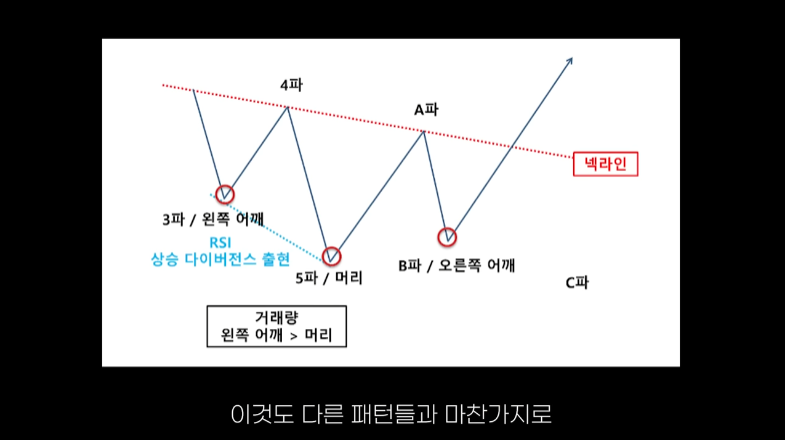 4파
A파
넥라인
3파 / 왼쪽 어깨
RSI
상승 다이버전스 출현
5파 / 머리
B파 / 오른쪽 어깨
C파
거래량
왼쪽 어깨 > 머리
이것도 다른 패턴들과 마찬가지로